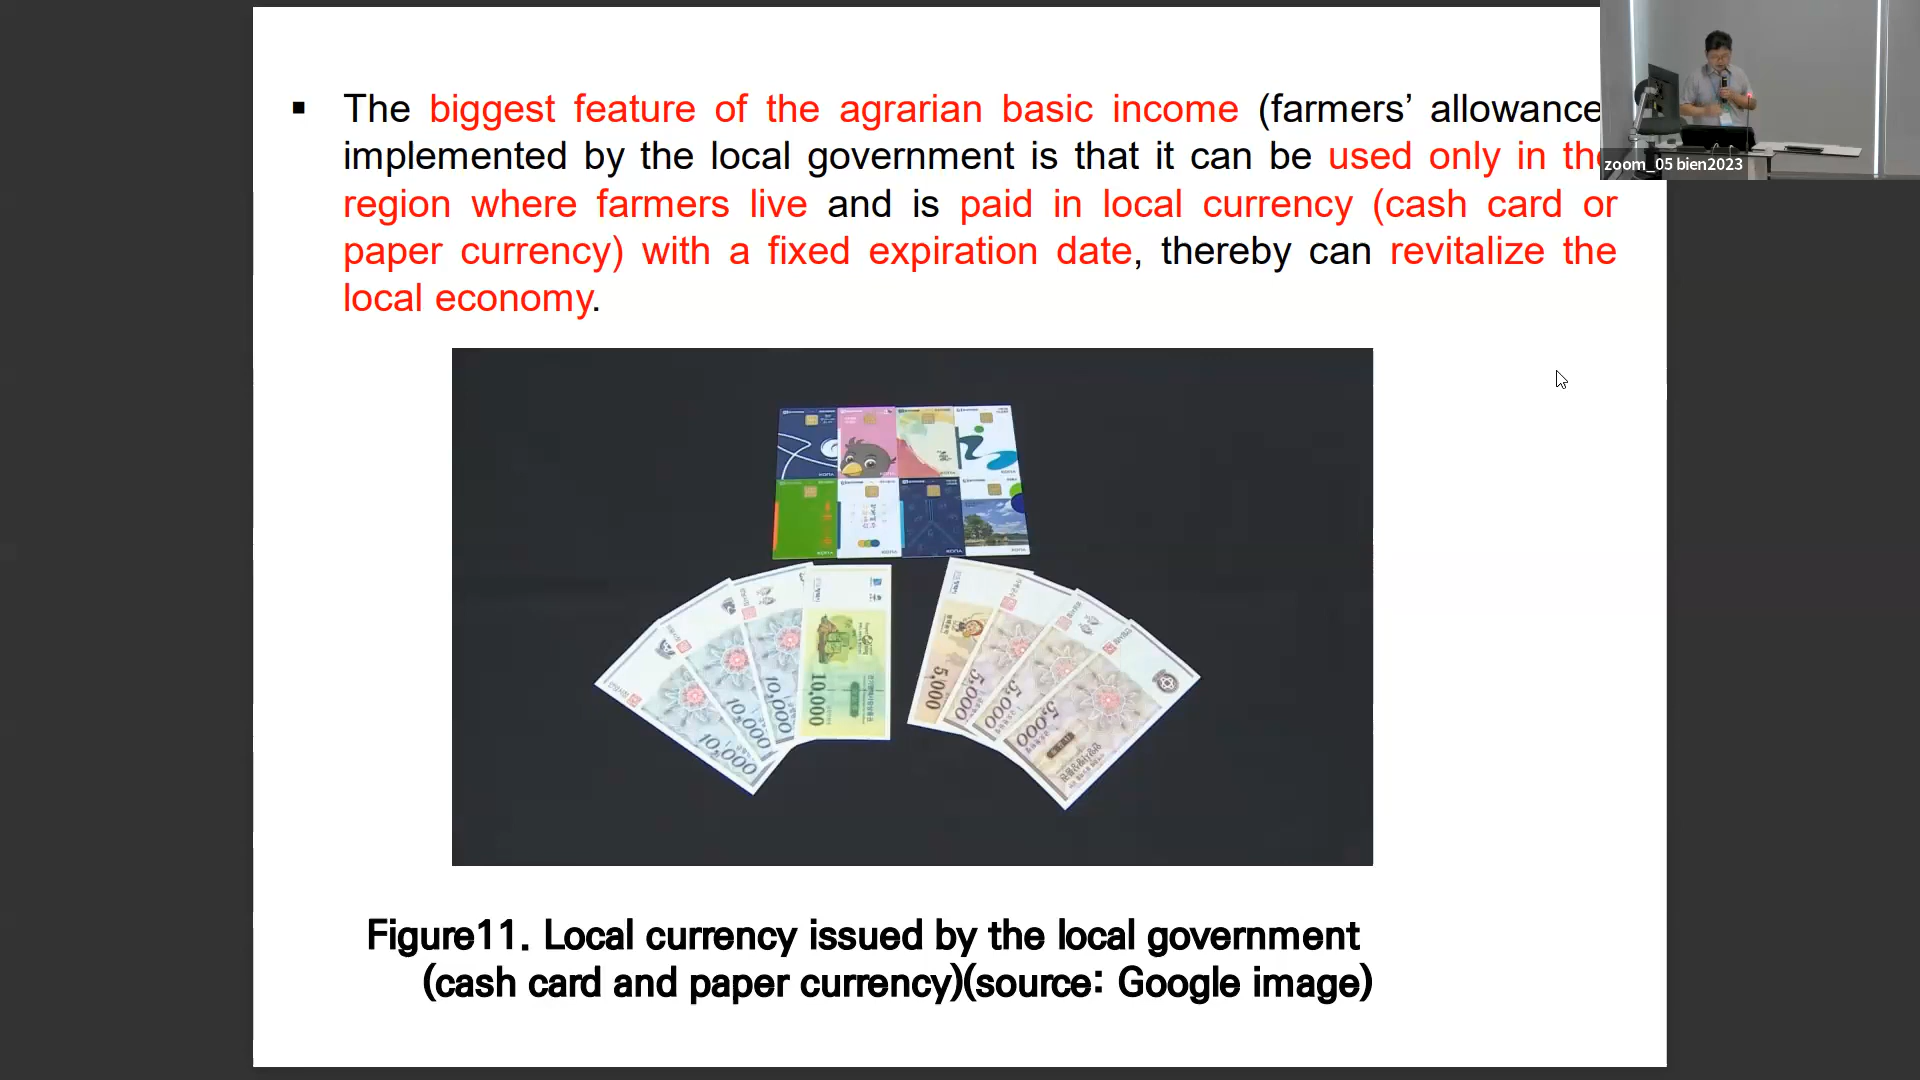 ▪ The biggest feature of the agrarian basic income (farmers’ allowance
implemented by the local government is that it can be used only in the
region where farmers live and is paid in local currency (cash card or
paper currency) with a fixed expiration date, thereby can revitalize the
local economy.
zoom_05 bien2023
10,000
10,000
10,000
10,000
5,000
5,000
5,000
5,000
Figure11. Local currency issued by the local government
(cash card and paper currency)(source: Google image)